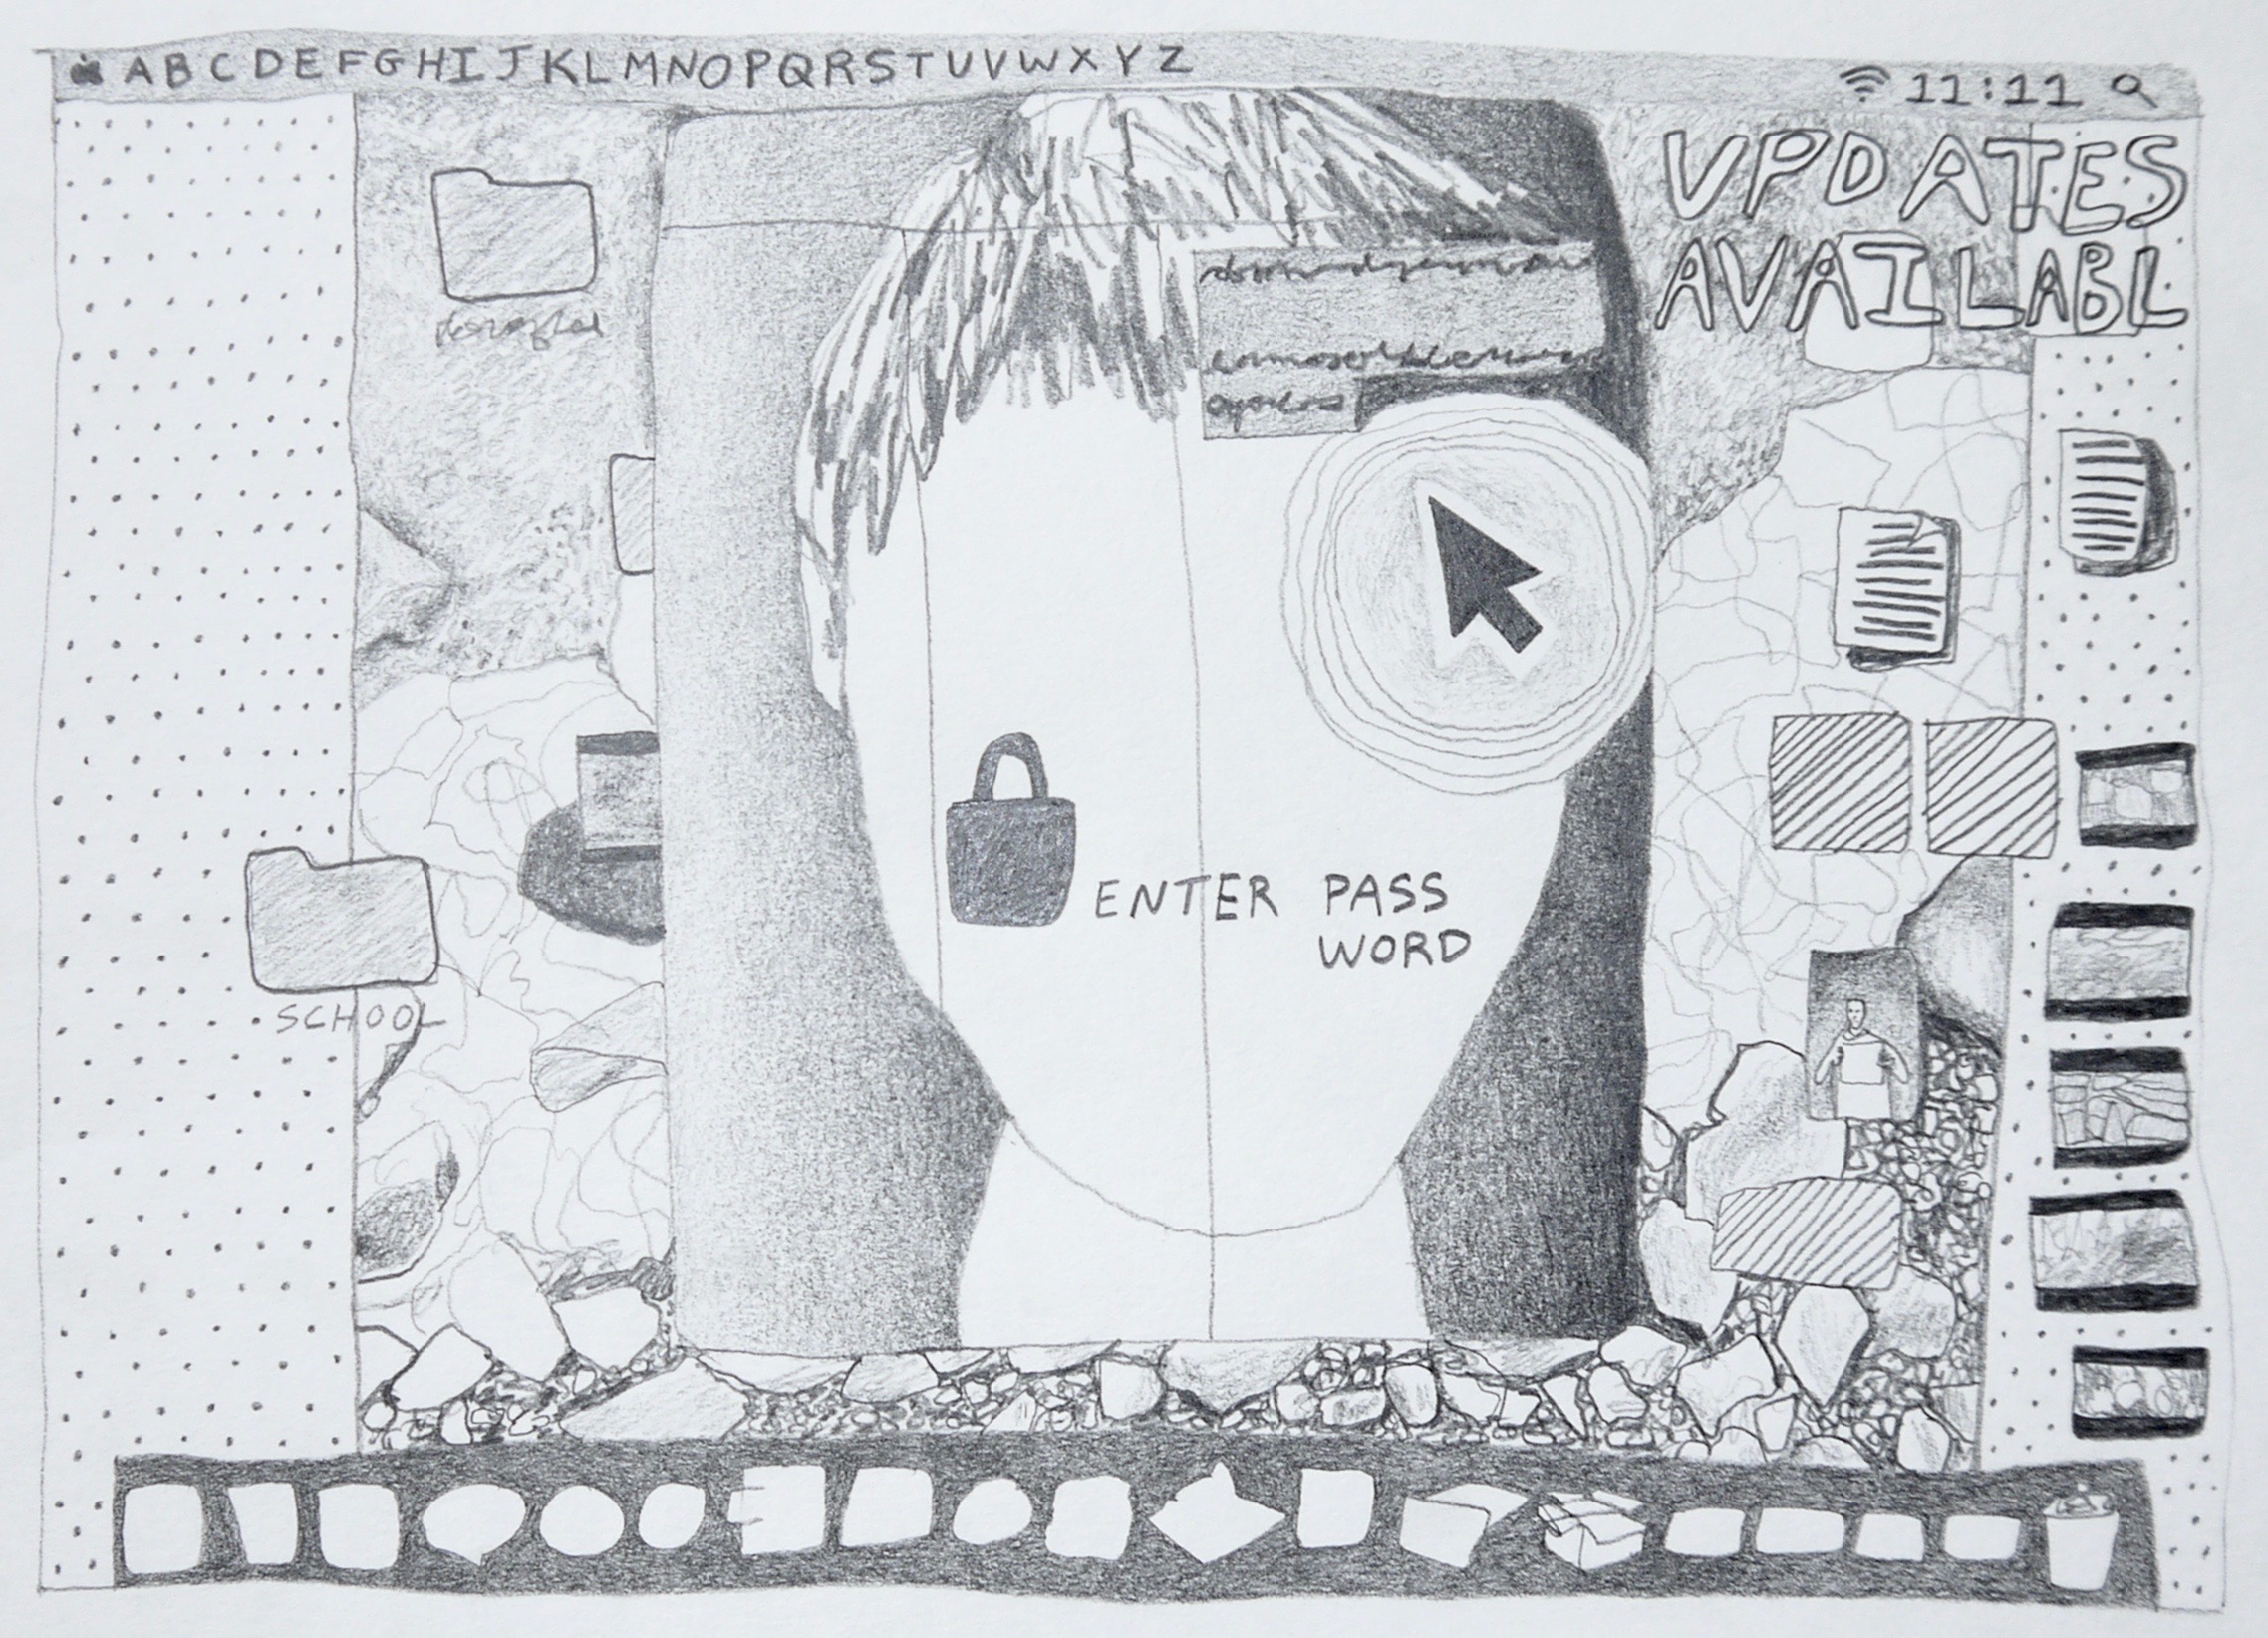 ABCDEFGHIJKLMNOPQRSTUVWXYZ
11:11
UPDATES
AVAILABL
ENTER PASS
WORD
SCHOOL